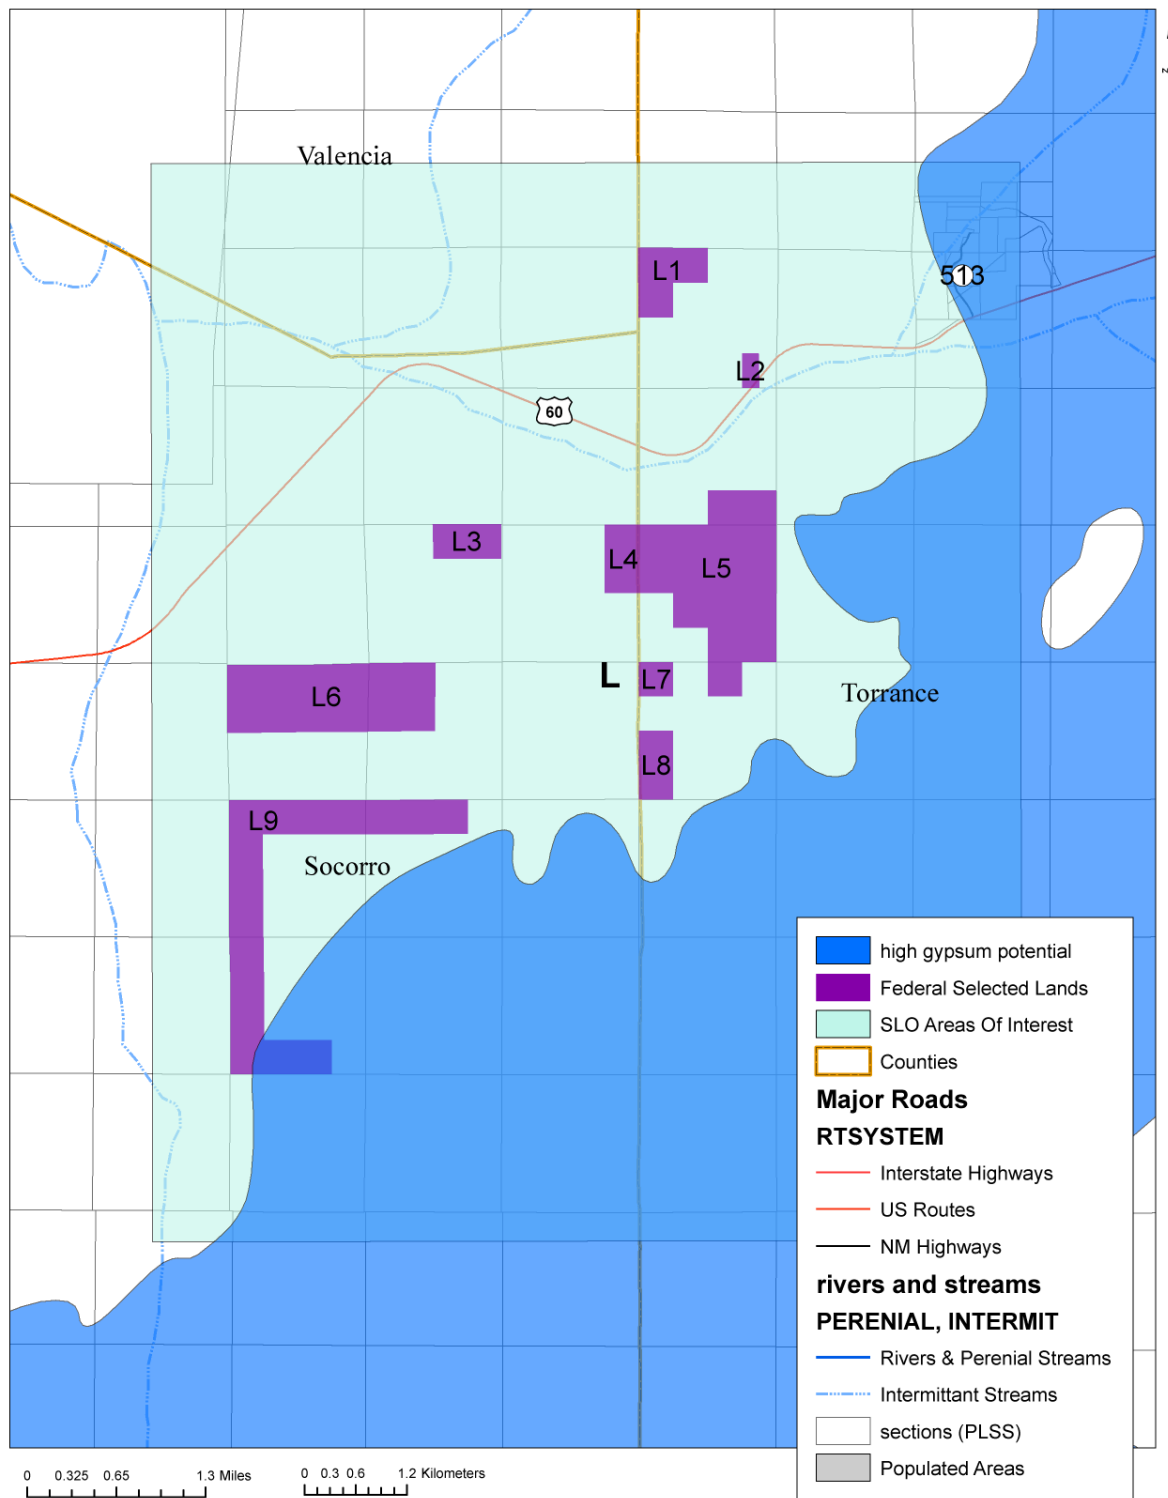 Valencia
L1
513
L2
60
L3
L4
L5
L
L7
L6
Torrance
L8
L9
Socorro
high gypsum potential
Federal Selected Lands
SLO Areas Of Interest
Counties
Major Roads
RTSYSTEM
Interstate Highways
US Routes
NM Highways
rivers and streams
PERENIAL, INTERMIT
Rivers & Perenial Streams
Intermittant Streams
sections (PLSS)
Populated Areas
0 0.325 0.65 1.3 Miles
0 0.3 0.6 1.2 Kilometers